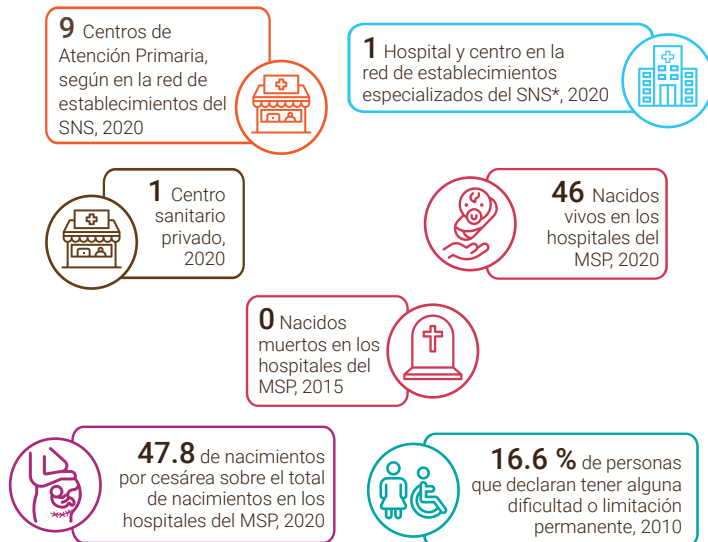 9 Centros de
Atención Primaria,
según en la red de
establecimientos del
SNS, 2020
1 Hospital y centro en la
red de establecimientos
especializados del SNS*, 2020
1 Centro
sanitario
privado,
2020
46 Nacidos
vivos en los
hospitales del
MSP, 2020
0 Nacidos
muertos en los
hospitales del
MSP, 2015
47.8 de nacimientos
por cesárea sobre el total
de nacimientos en los
hospitales del MSP, 2020
16.6 % de personas
que declaran tener alguna
dificultad o limitación
permanente, 2010